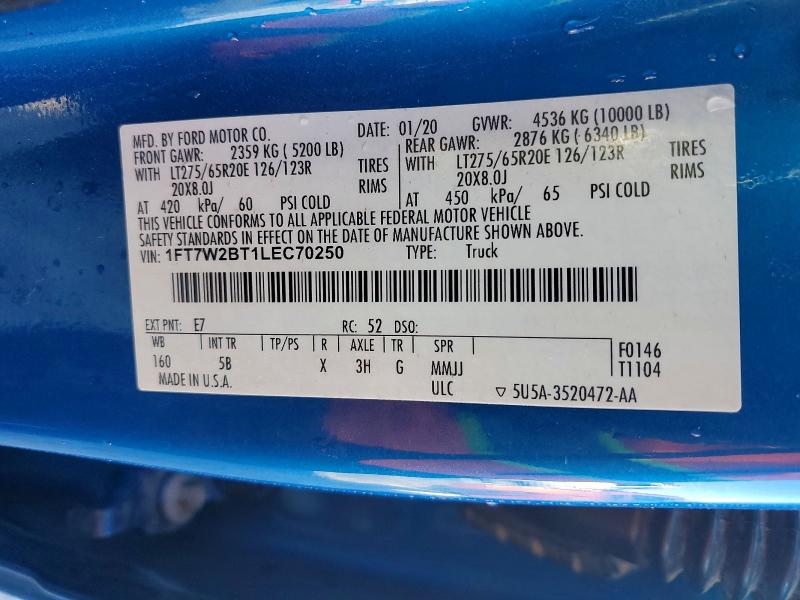 MFD. BY FORD MOTOR CO. DATE: 01/20 GVWR: 4536 KG (10000 LB)
FRONT GAWR: 2359 KG ( 5200 LB) REAR GAWR: 2876 KG ( 6340 LB)
WITH LT275/65R20E 126/123R TIRES WITH LT275/65R20E 126/123R TIRES
20X8.0J RIMS 20X8.0J RIMS
AT 420 kPa/ 60 PSI COLD AT 450 kPa/ 65 PSI COLD
THIS VEHICLE CONFORMS TO ALL APPLICABLE FEDERAL MOTOR VEHICLE
SAFETY STANDARDS IN EFFECT ON THE DATE OF MANUFACTURE SHOWN ABOVE.
VIN: 1FT7W2BT1LEC70250 TYPE: Truck
EXT PNT: E7 RC: 52 DSO:
WB INT TR TP/PS R AXLE TR SPR F0146
160 5B X 3H G MMJJ T1104
MADE IN U.S.A. ULC ▽ 5U5A-3520472-AA